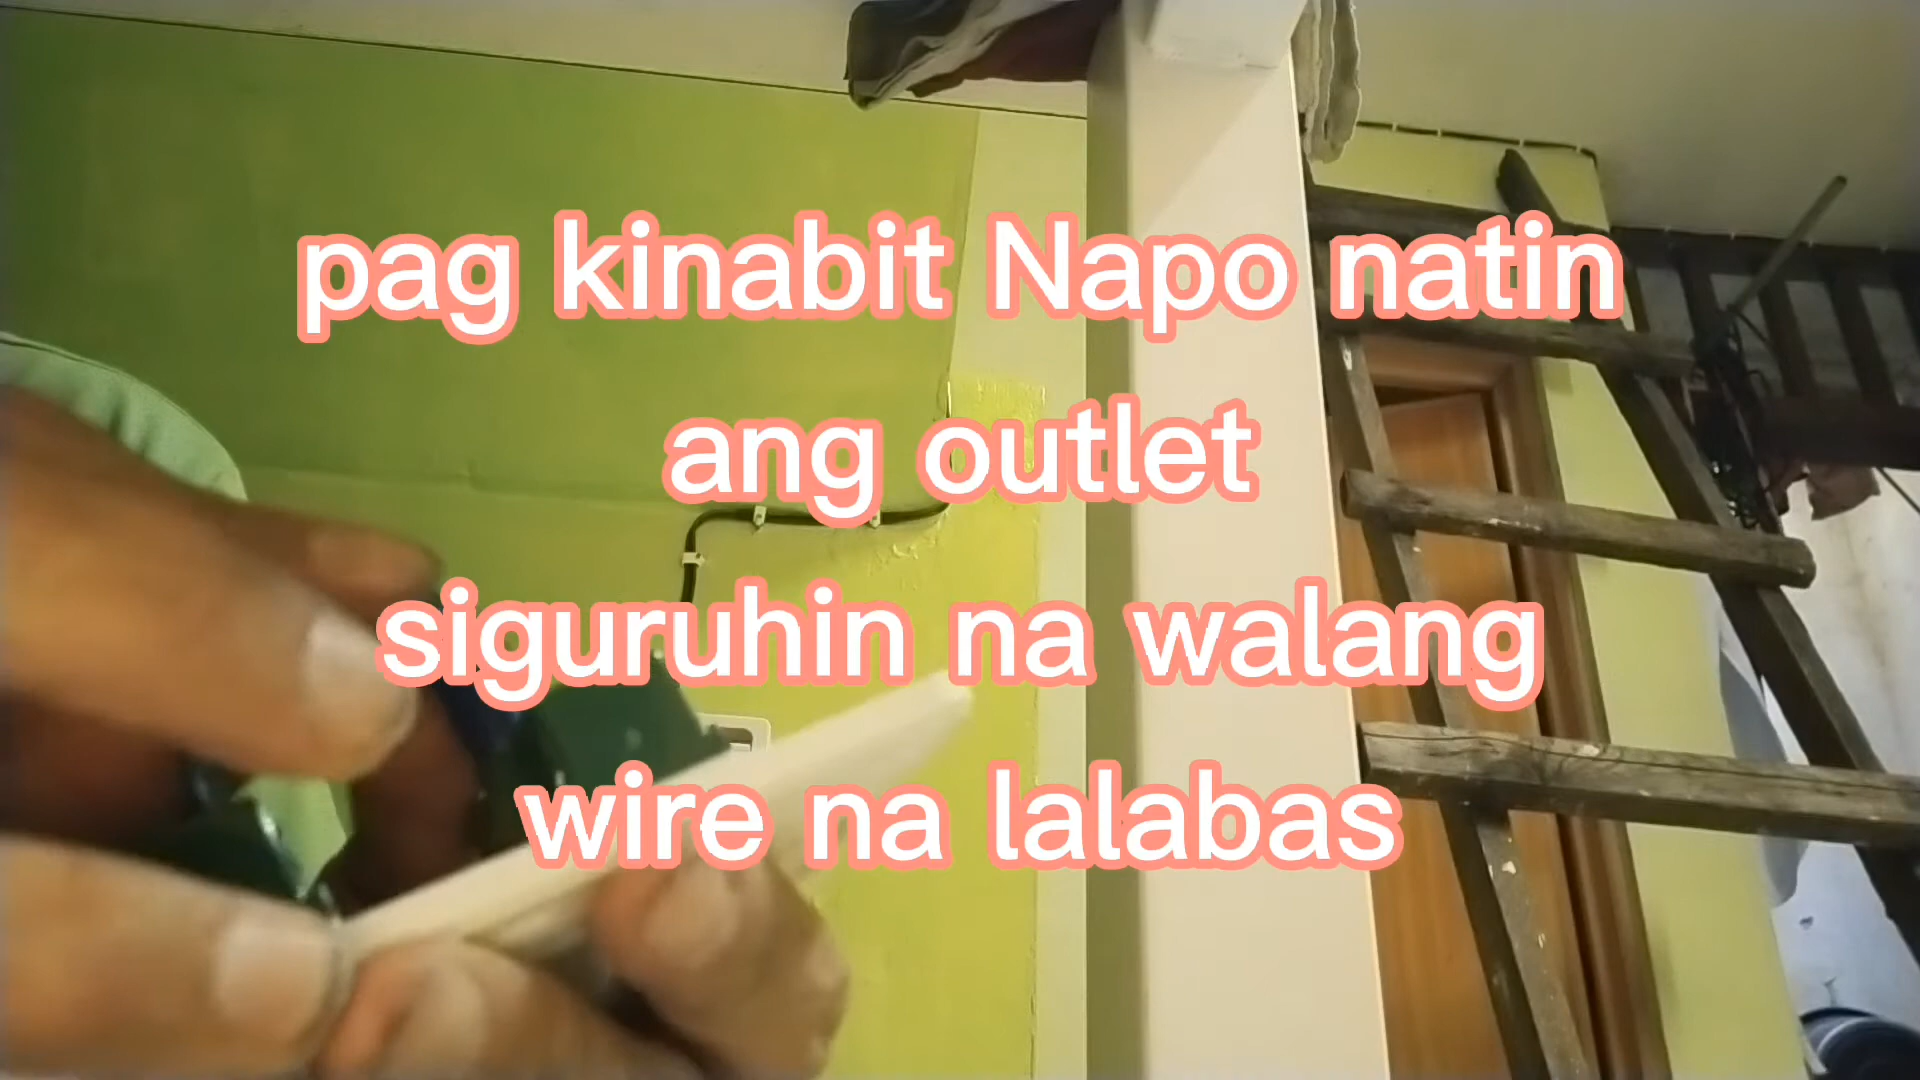 pag kinabit Napo natin
ang outlet
siguruhin na walang
wire na lalabas